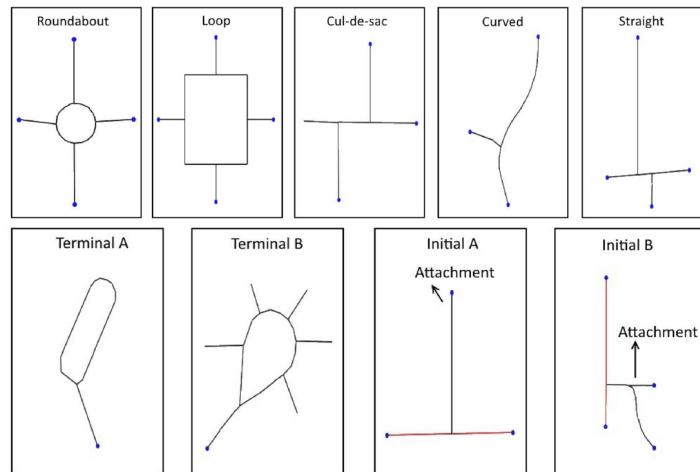 Roundabout
Loop
Cul-de-sac
Curved
Straight
Terminal A
Terminal B
Initial A
Attachment
Initial B
Attachment